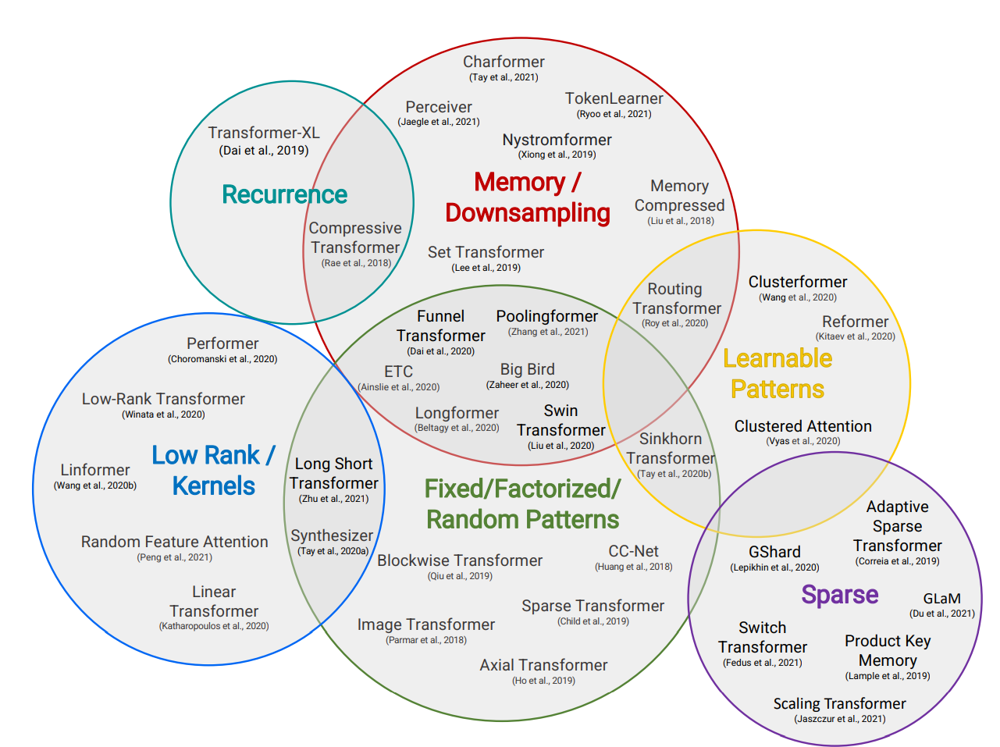 Charformer
(Tay et al., 2021)
Perceiver
(Jaegle et al., 2021)
TokenLearner
(Ryoo et al., 2021)
Nystromformer
(Xiong et al., 2019)
Memory /
Downsampling
Memory
Compressed
(Liu et al., 2018)
Set Transformer
(Lee et al., 2019)
Transformer-XL
(Dai et al., 2019)
Recurrence
Compressive
Transformer
(Rae et al., 2018)
Funnel
Transformer
(Dai et al., 2020)
Poolingformer
(Zhang et al., 2021)
ETC
(Ainslie et al., 2020)
Big Bird
(Zaheer et al., 2020)
Longformer
(Beltagy et al., 2020)
Swin
Transformer
(Liu et al., 2020)
Routing
Transformer
(Roy et al., 2020)
Clusterformer
(Wang et al., 2020)
Reformer
(Kitaev et al., 2020)
Learnable
Patterns
Clustered Attention
(Vyas et al., 2020)
Sinkhorn
Transformer
(Tay et al., 2020b)
Performer
(Choromanski et al., 2020)
Low-Rank Transformer
(Winata et al., 2020)
Low Rank /
Kernels
Linformer
(Wang et al., 2020b)
Random Feature Attention
(Peng et al., 2021)
Linear
Transformer
(Katharopoulos et al., 2020)
Long Short
Transformer
(Zhu et al., 2021)
Synthesizer
(Tay et al., 2020a)
Fixed/Factorized/
Random Patterns
Blockwise Transformer
(Qiu et al., 2019)
CC-Net
(Huang et al., 2018)
Sparse Transformer
(Child et al., 2019)
Image Transformer
(Parmar et al., 2018)
Axial Transformer
(Ho et al., 2019)
Adaptive
Sparse
Transformer
(Correia et al., 2019)
GShard
(Lepikhin et al., 2020)
Sparse
GLaM
(Du et al., 2021)
Switch
Transformer
(Fedus et al., 2021)
Product Key
Memory
(Lample et al., 2019)
Scaling Transformer
(Jaszczur et al., 2021)